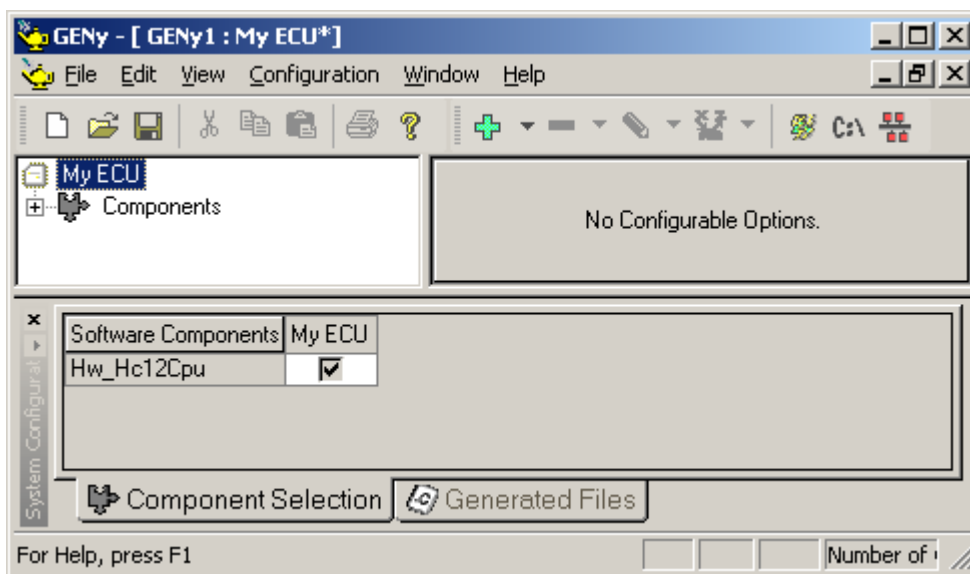 GENy - [ GENy1 : My ECU*]
File Edit View Configuration Window Help
C:\
My ECU
Components
No Configurable Options.
Software Components My ECU
Hw_Hc12Cpu
System Configurat
Component Selection Generated Files
For Help, press F1
Number of